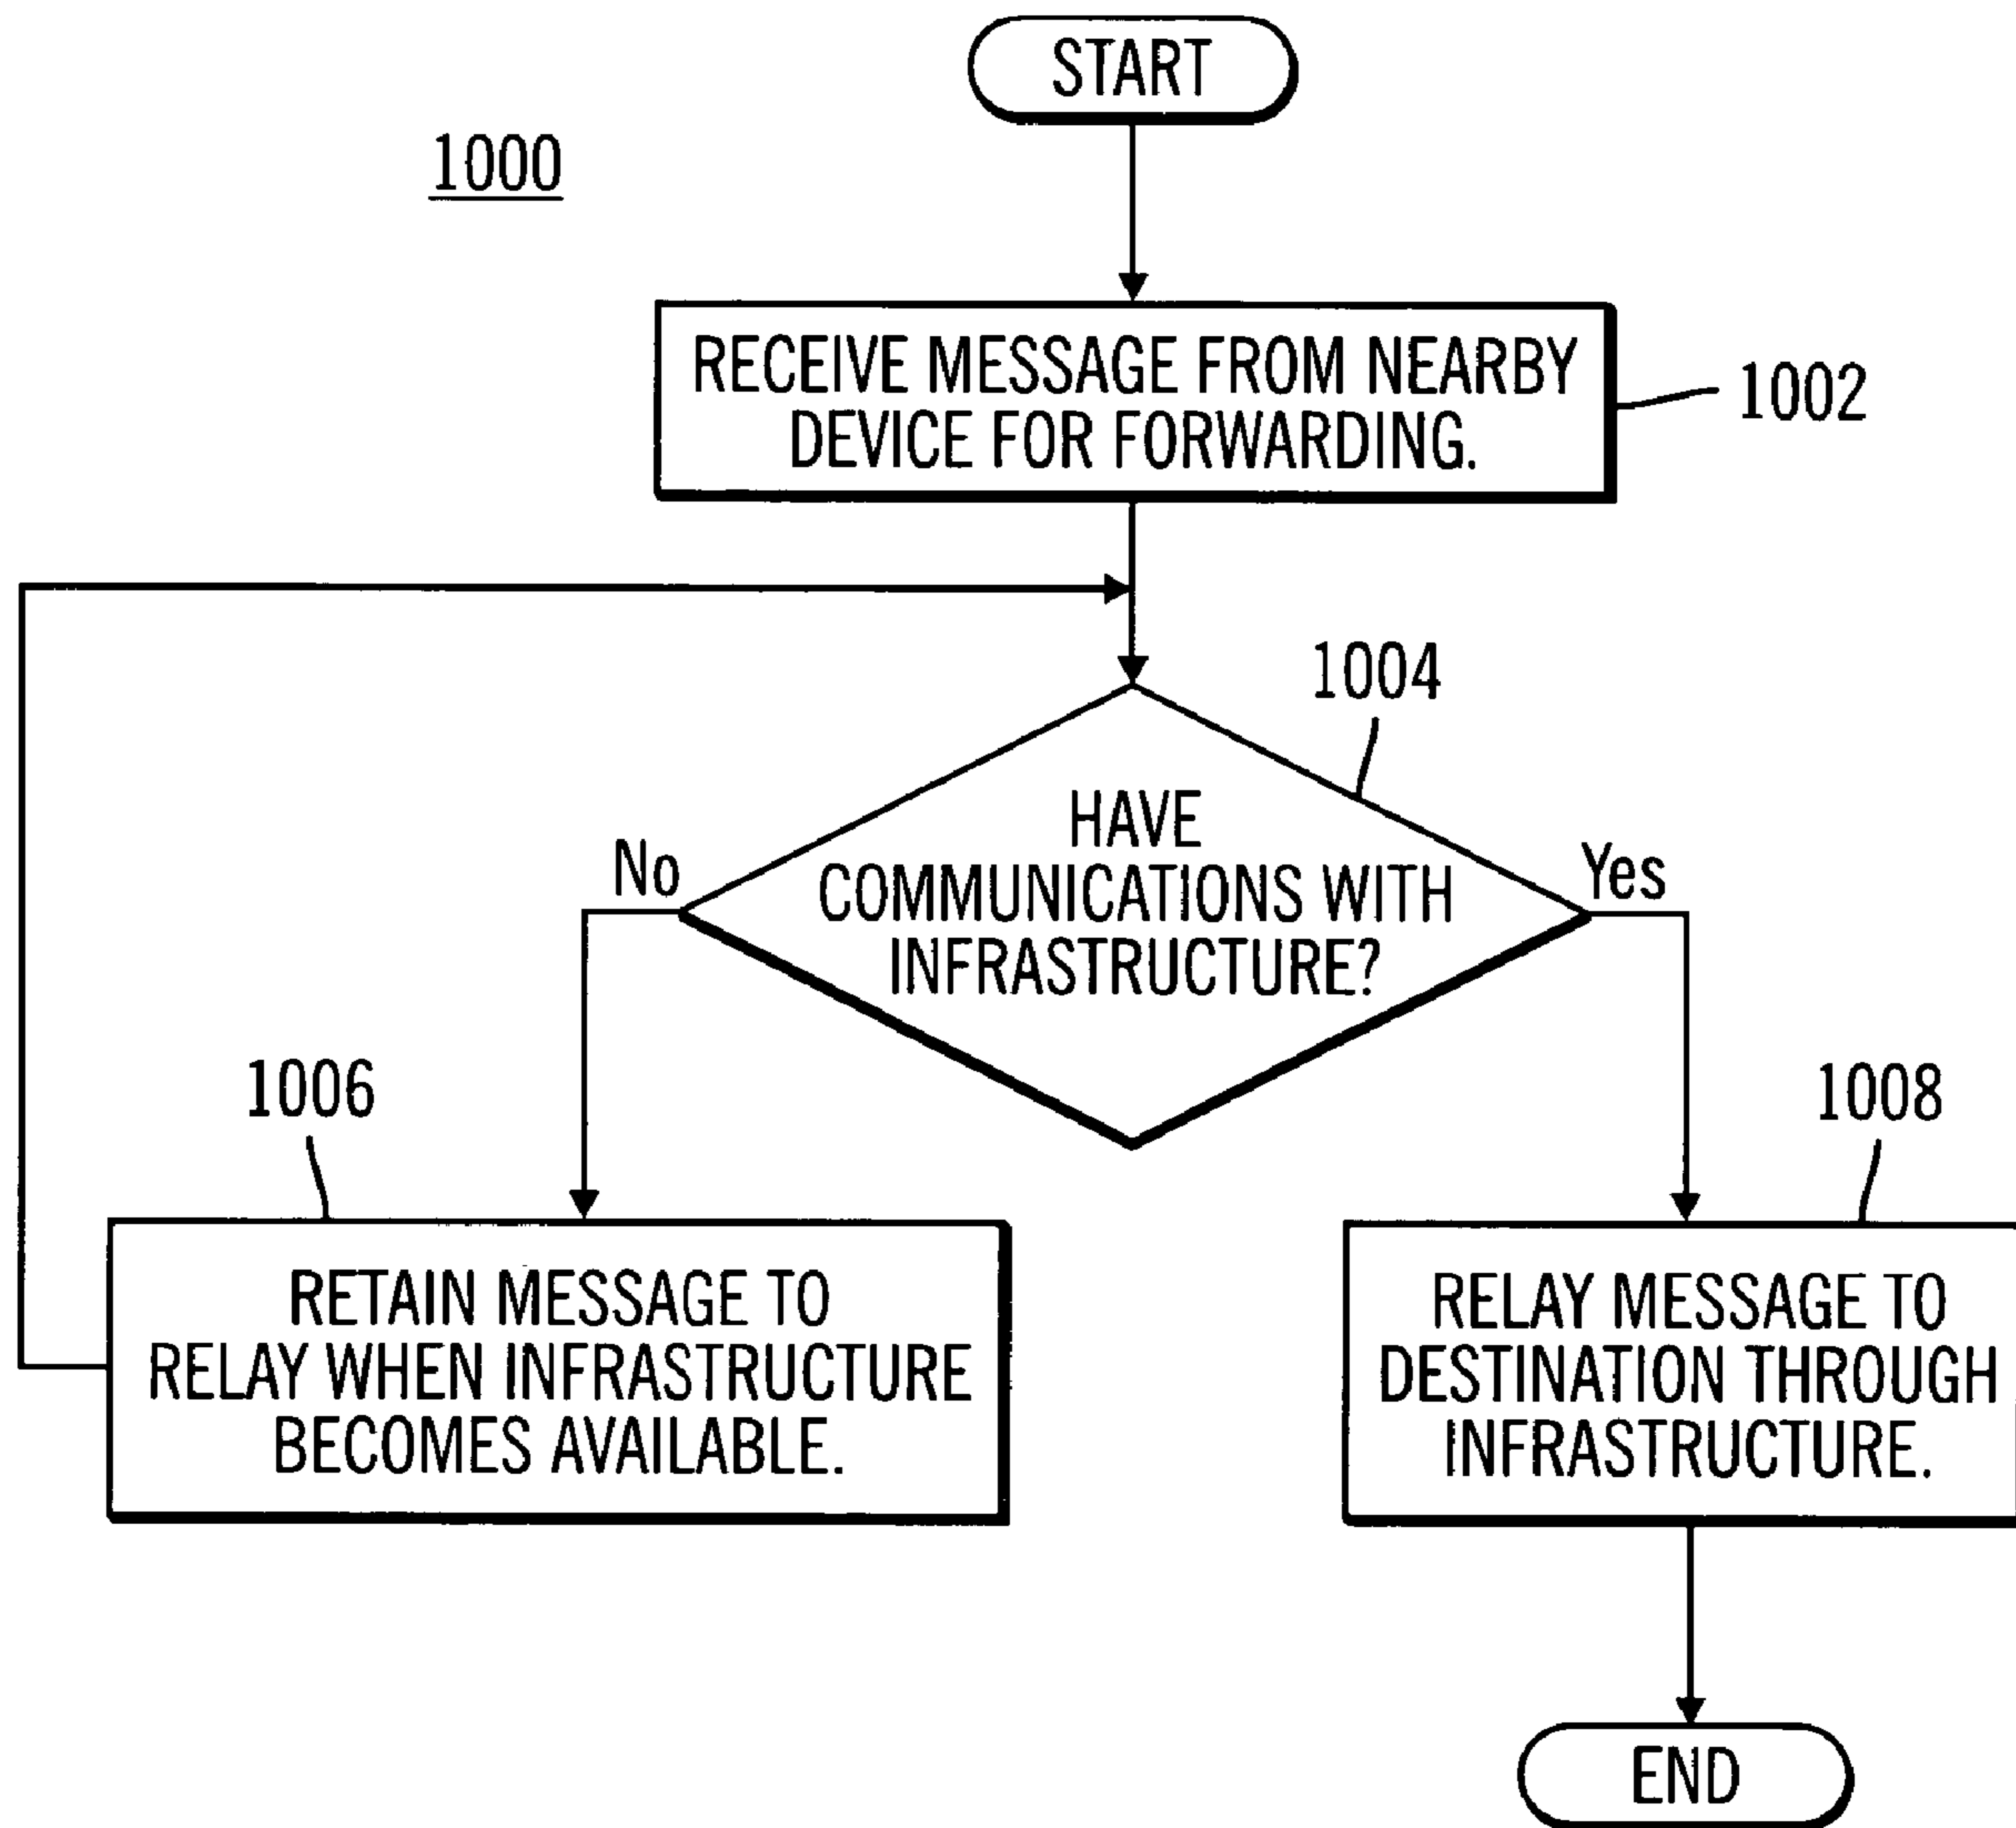 START
1000
RECEIVE MESSAGE FROM NEARBY
DEVICE FOR FORWARDING.
1002
1004
HAVE
COMMUNICATIONS WITH
INFRASTRUCTURE?
No
Yes
1006
1008
RETAIN MESSAGE TO
RELAY WHEN INFRASTRUCTURE
BECOMES AVAILABLE.
RELAY MESSAGE TO
DESTINATION THROUGH
INFRASTRUCTURE.
END